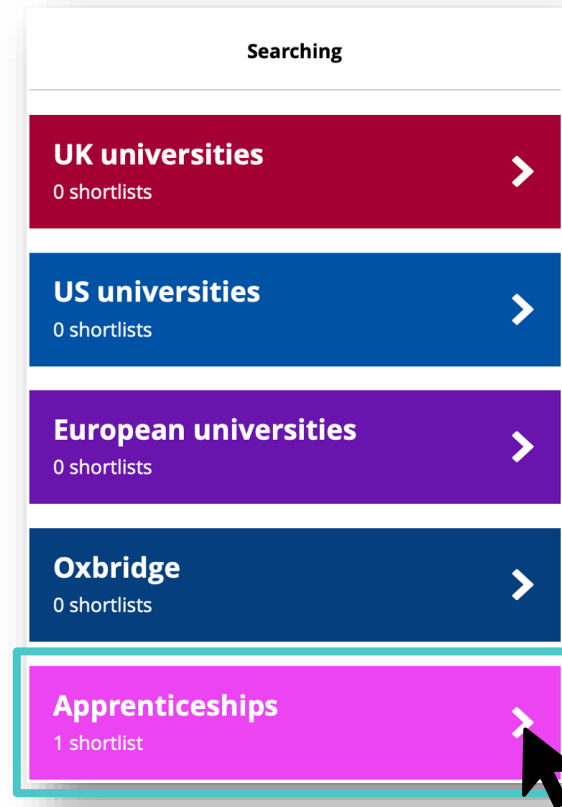 Searching
UK universities
0 shortlists
US universities
0 shortlists
European universities
0 shortlists
Oxbridge
0 shortlists
Apprenticeships
1 shortlist